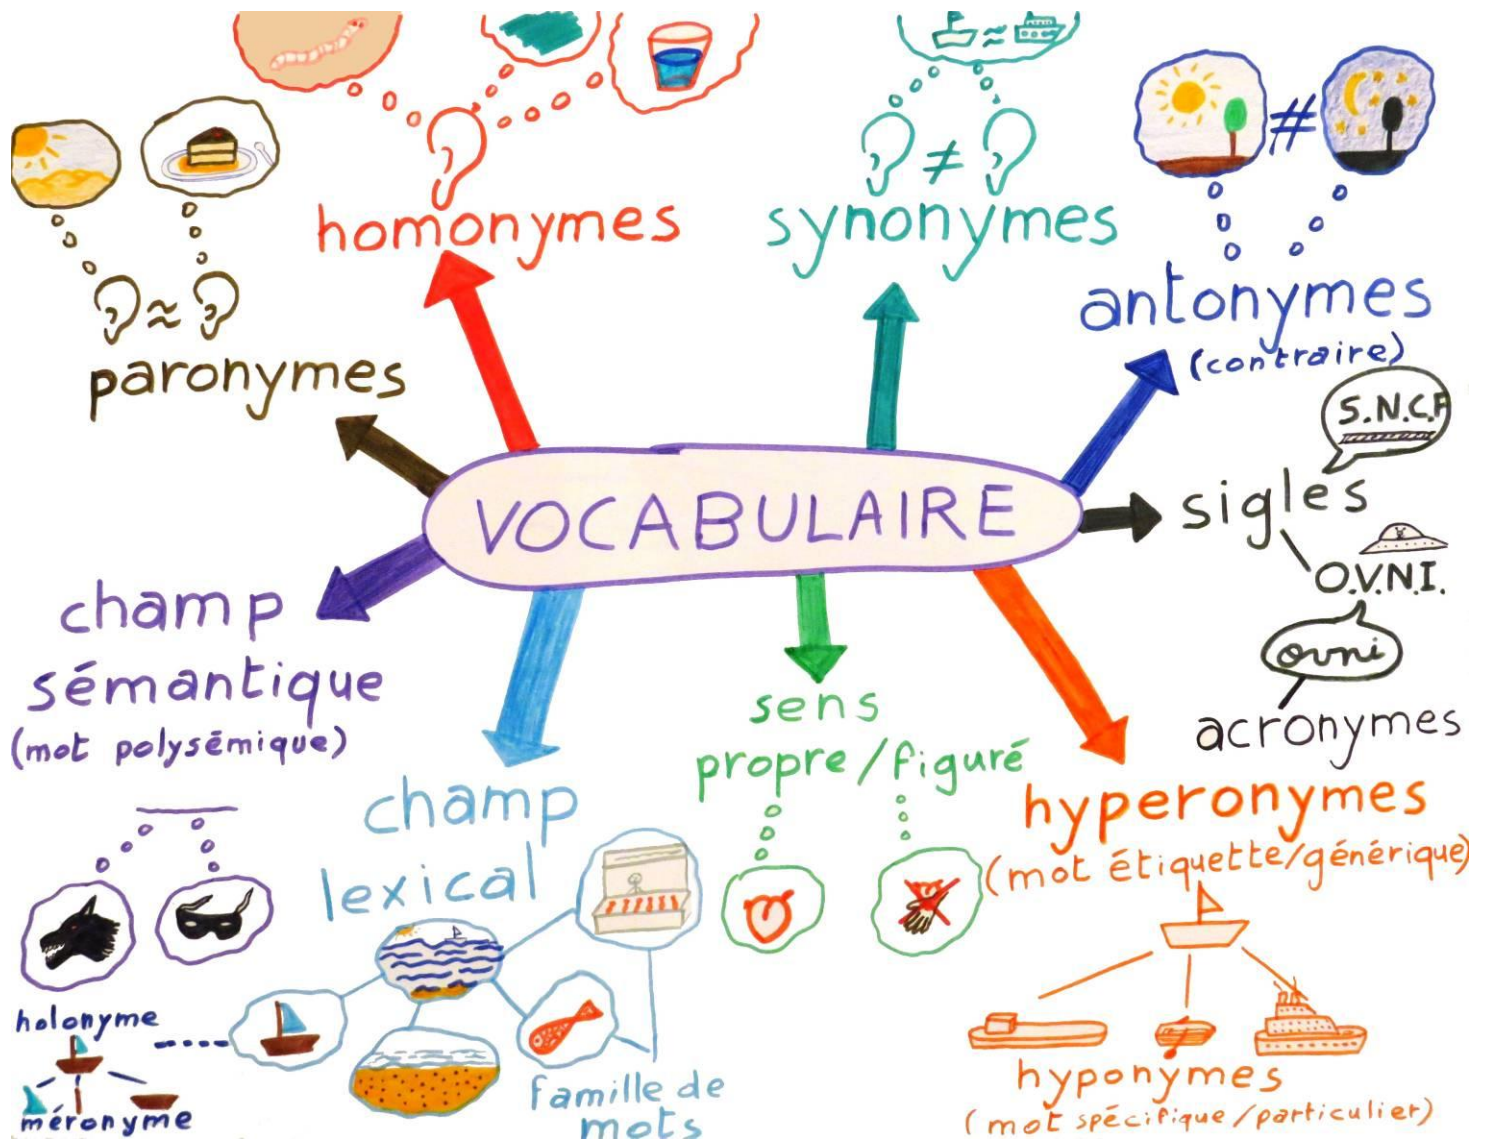 homonymes
synonymes
antonymes
(contraire)
paronymes
S.N.C.F
VOCABULAIRE
sigles
O.V.N.I.
ovni
acronymes
champ
sémantique
(mot polysémique)
sens
propre/figuré
champ
lexical
hyperonymes
(mot étiquette/générique)
holonyme
méronyme
famille de
mots
hyponymes
(mot spécifique/particulier)